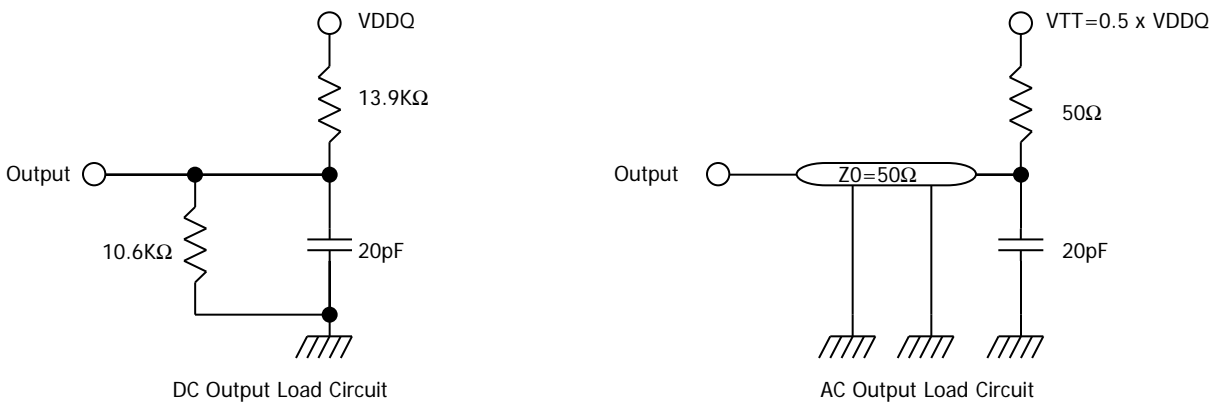 VDDQ
13.9KΩ
Output
10.6KΩ
20pF
DC Output Load Circuit
VTT=0.5 x VDDQ
50Ω
Output
Z0=50Ω
20pF
AC Output Load Circuit